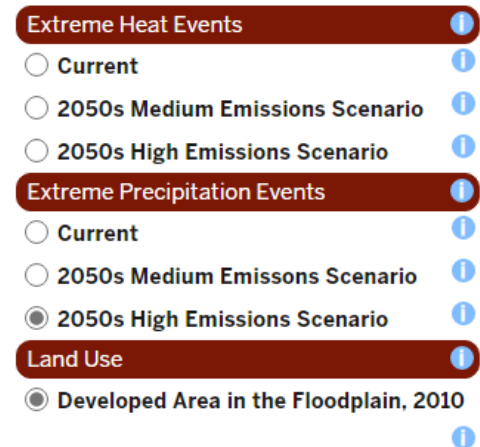 Extreme Heat Events
Current
2050s Medium Emissions Scenario
2050s High Emissions Scenario
Extreme Precipitation Events
Current
2050s Medium Emissons Scenario
2050s High Emissions Scenario
Land Use
Developed Area in the Floodplain, 2010